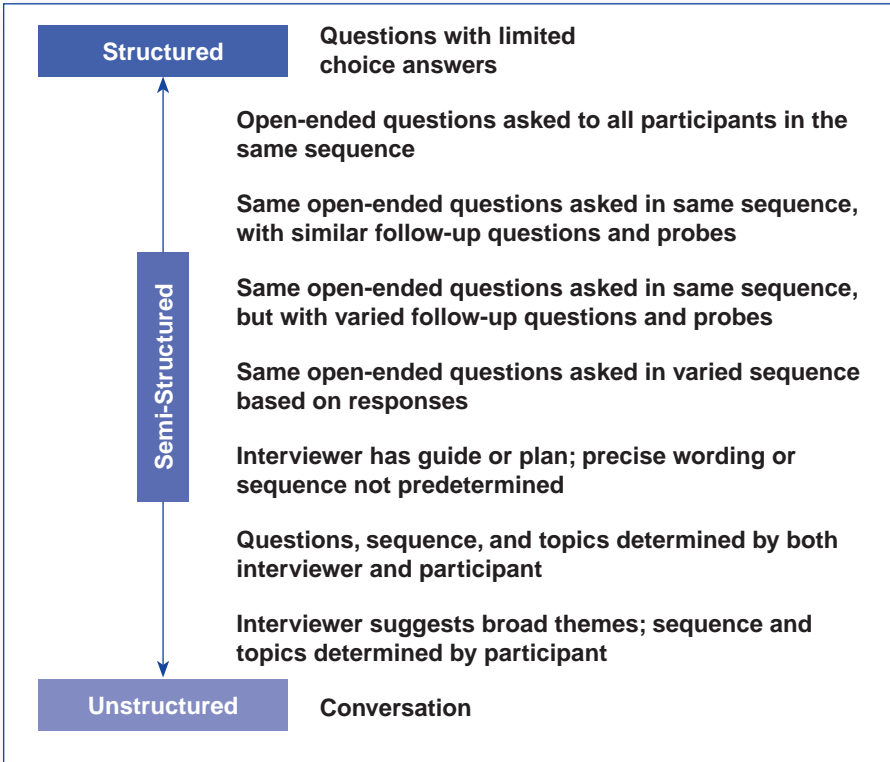 Structured
Questions with limited
choice answers
Open-ended questions asked to all participants in the
same sequence
Same open-ended questions asked in same sequence,
with similar follow-up questions and probes
Semi-Structured
Same open-ended questions asked in same sequence,
but with varied follow-up questions and probes
Same open-ended questions asked in varied sequence
based on responses
Interviewer has guide or plan; precise wording or
sequence not predetermined
Questions, sequence, and topics determined by both
interviewer and participant
Interviewer suggests broad themes; sequence and
topics determined by participant
Unstructured
Conversation